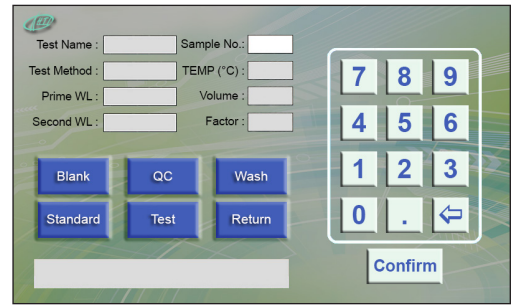 Test Name :
Sample No.:
Test Method :
TEMP (°C) :
Prime WL :
Volume :
Second WL :
Factor :
Blank QC Wash
Standard Test Return
7 8 9
4 5 6
1 2 3
0 .
Confirm